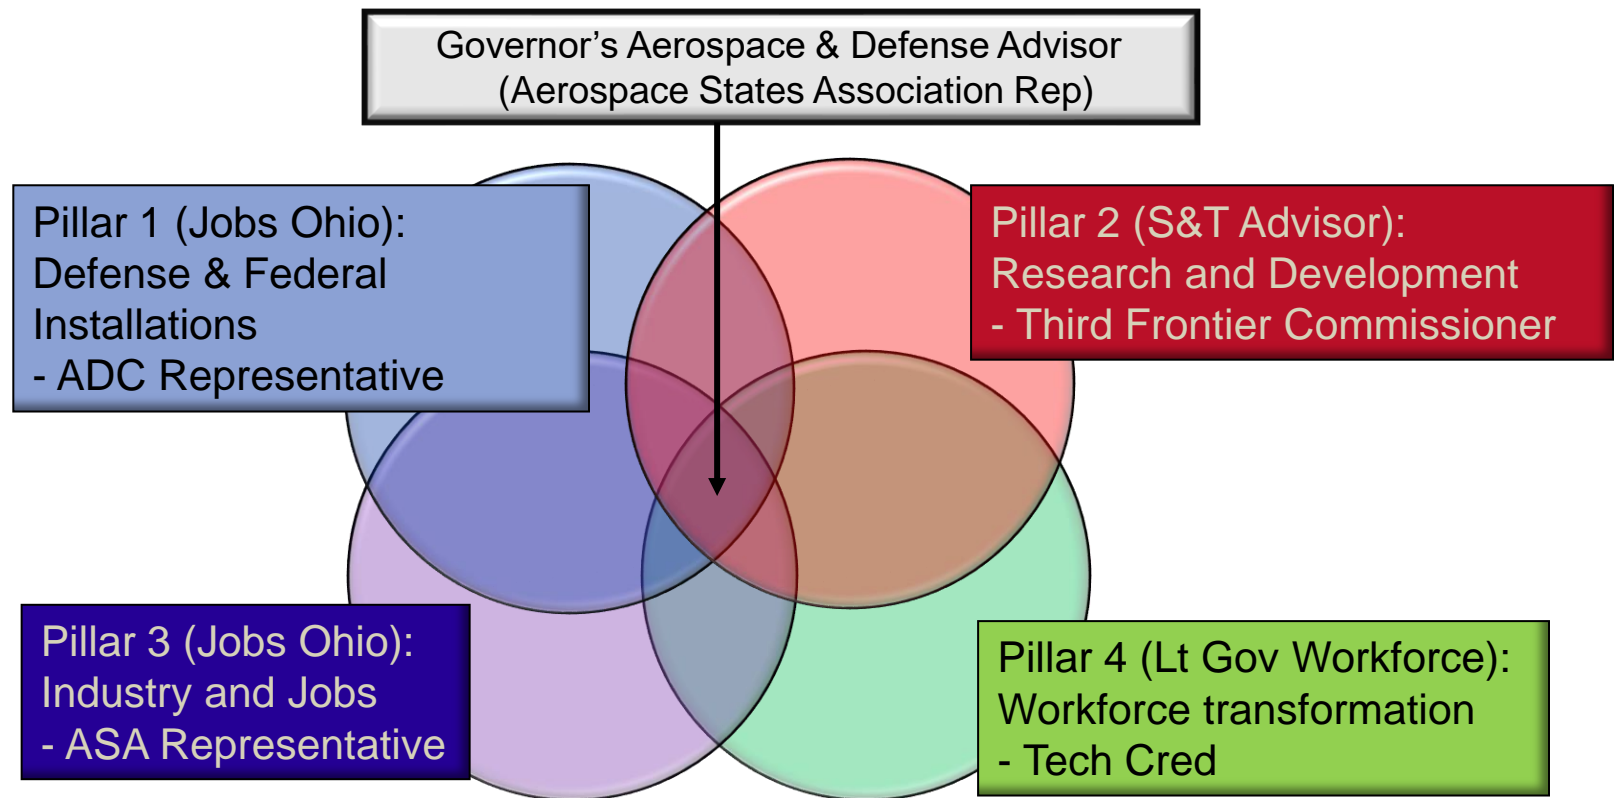 Governor’s Aerospace & Defense Advisor
(Aerospace States Association Rep)
Pillar 1 (Jobs Ohio):
Defense & Federal
Installations
- ADC Representative
Pillar 2 (S&T Advisor):
Research and Development
- Third Frontier Commissioner
Pillar 3 (Jobs Ohio):
Industry and Jobs
- ASA Representative
Pillar 4 (Lt Gov Workforce):
Workforce transformation
- Tech Cred